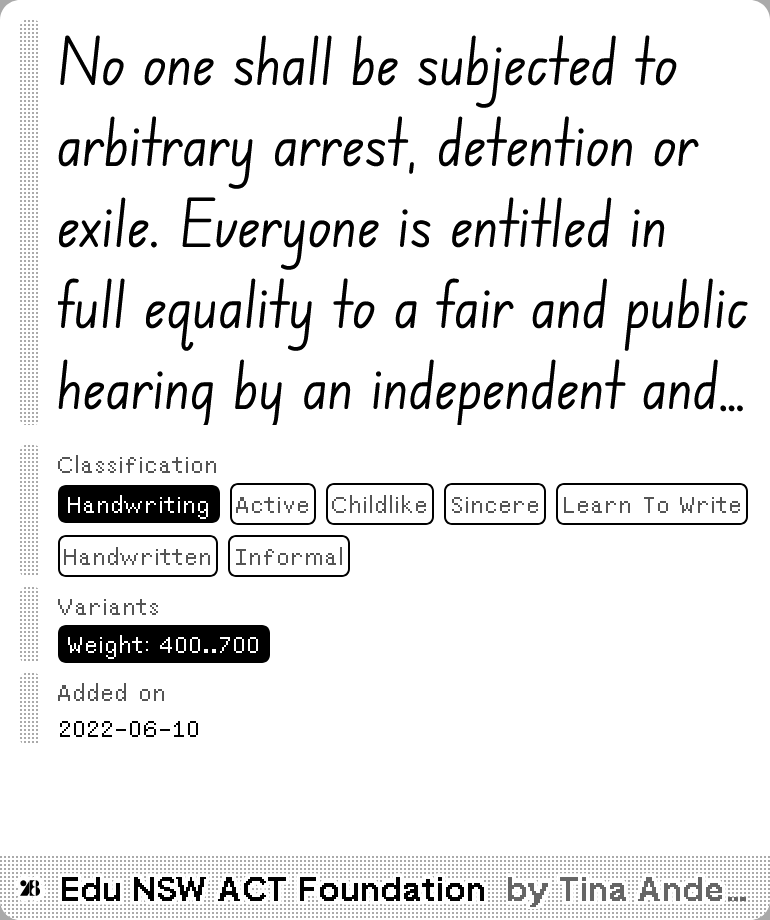 No one shall be subjected to
arbitrary arrest, detention or
exile. Everyone is entitled in
full equality to a fair and public
hearing by an independent and...
Classification
Handwriting Active Childlike Sincere Learn To Write
Handwritten Informal
Variants
Weight: 400..700
Added on
2022-06-10
Edu NSW ACT Foundation by Tina Ande...